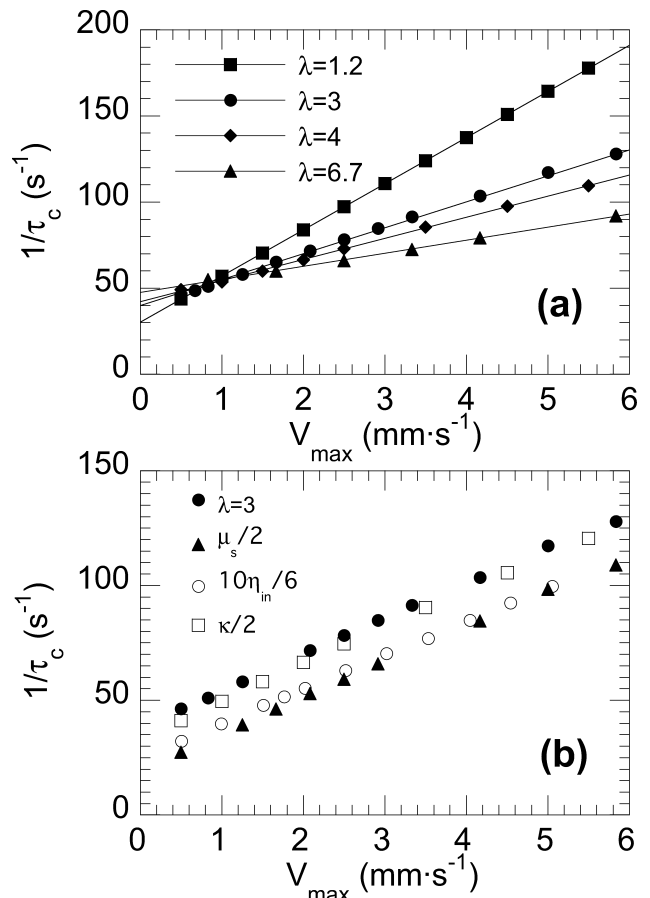 200
150
100
50
0
1/τc (s-1)
λ=1.2
λ=3
λ=4
λ=6.7
(a)
0 1 2 3 4 5 6
Vmax (mm·s-1)
150
100
50
0
1/τc (s-1)
λ=3
μs/2
10ηin/6
κ/2
(b)
0 1 2 3 4 5 6
Vmax (mm·s-1)